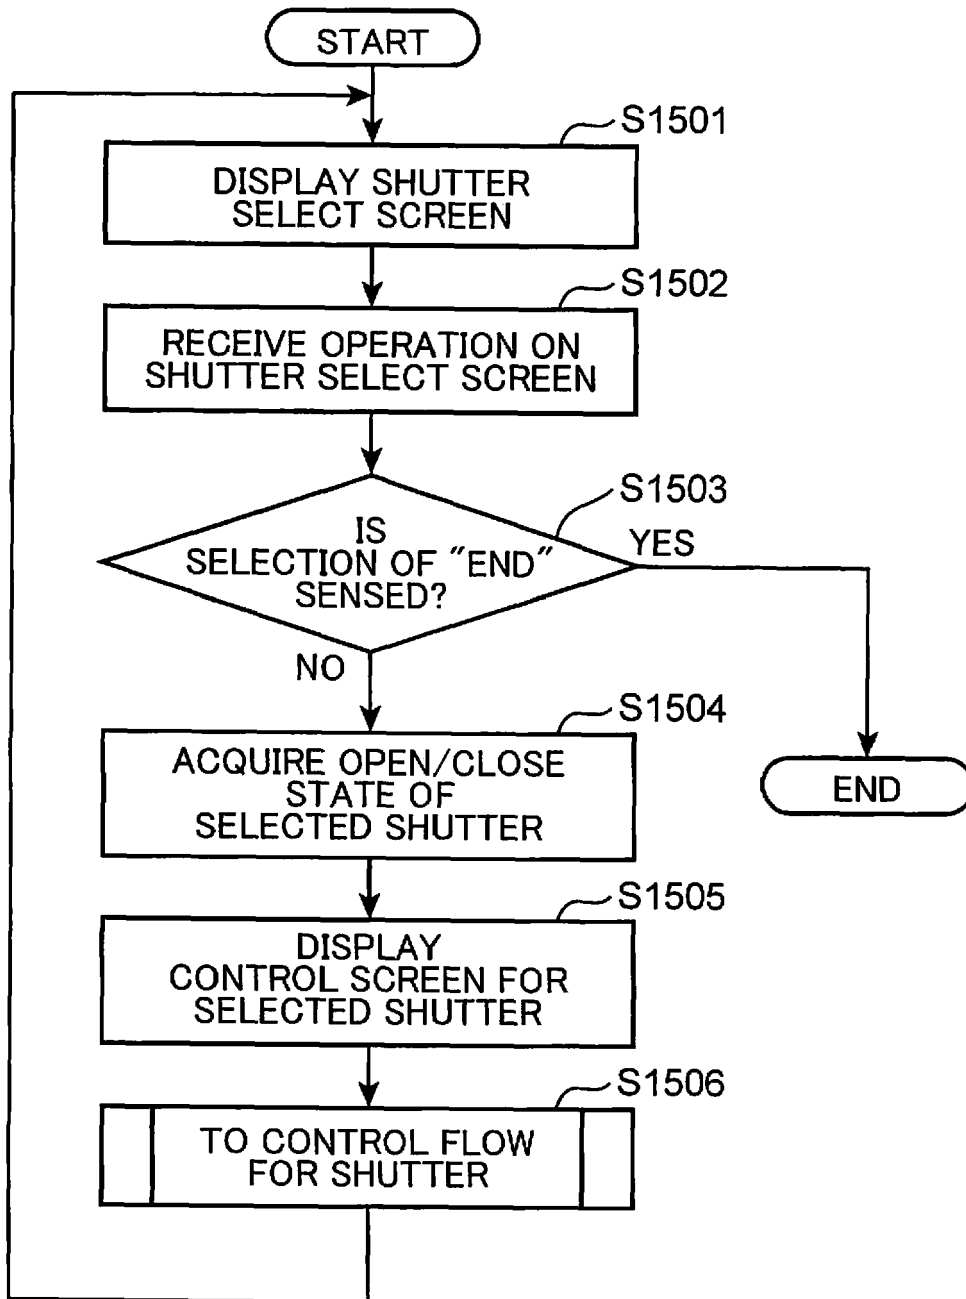 START
S1501
DISPLAY SHUTTER
SELECT SCREEN
S1502
RECEIVE OPERATION ON
SHUTTER SELECT SCREEN
S1503
IS
SELECTION OF "END"
SENSED?
YES
NO
S1504
ACQUIRE OPEN/CLOSE
STATE OF
SELECTED SHUTTER
END
S1505
DISPLAY
CONTROL SCREEN FOR
SELECTED SHUTTER
S1506
TO CONTROL FLOW
FOR SHUTTER